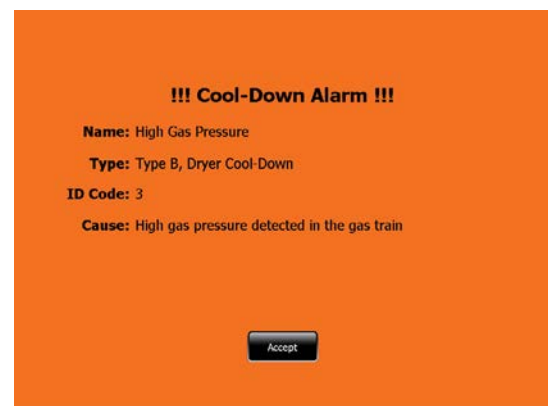 !!! Cool-Down Alarm !!!
Name: High Gas Pressure
Type: Type B, Dryer Cool-Down
ID Code: 3
Cause: High gas pressure detected in the gas train
Accept